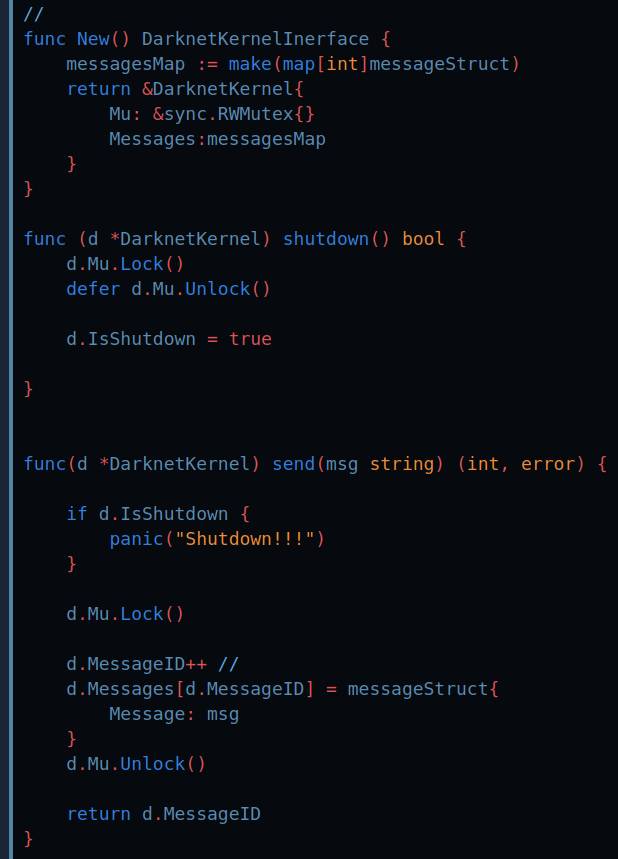 //
func New() DarknetKernelInerface {
    messagesMap := make(map[int]messageStruct)
    return &DarknetKernel{
        Mu: &sync.RWMutex{}
        Messages:messagesMap
    }
}
func (d *DarknetKernel) shutdown() bool {
    d.Mu.Lock()
    defer d.Mu.Unlock()
    d.IsShutdown = true
}
func(d *DarknetKernel) send(msg string) (int, error) {
    if d.IsShutdown {
        panic("Shutdown!!!")
    }
    d.Mu.Lock()
    d.MessageID++ //
    d.Messages[d.MessageID] = messageStruct{
        Message: msg
    }
    d.Mu.Unlock()
    return d.MessageID
}